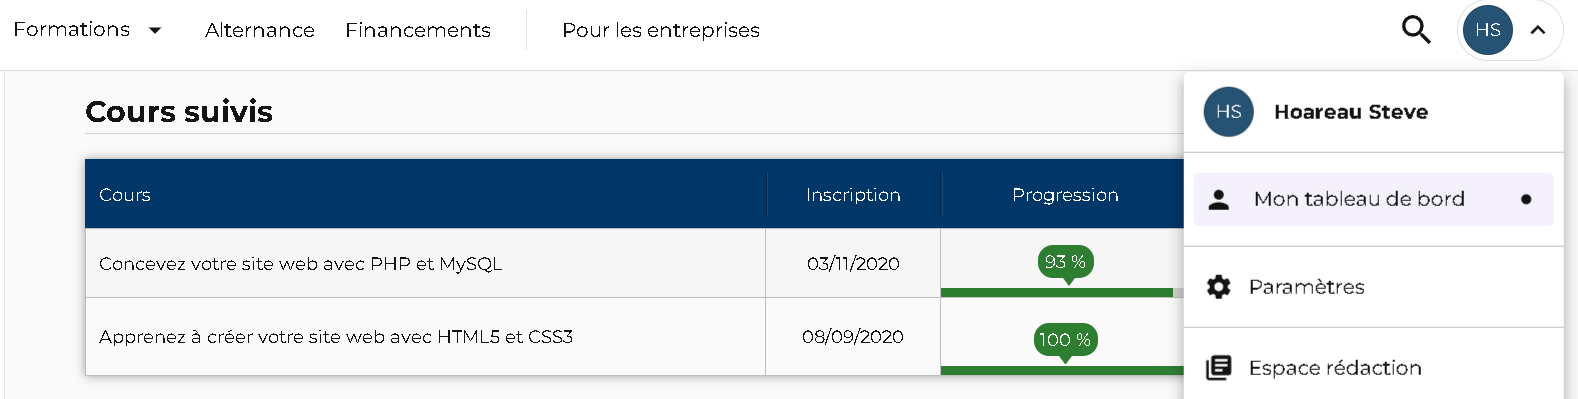 Formations Alternance Financements Pour les entreprises HS
Cours suivis
HS Hoareau Steve
Cours Inscription Progression
Mon tableau de bord
Concevez votre site web avec PHP et MySQL 03/11/2020 93 %
Paramètres
Apprenez à créer votre site web avec HTML5 et CSS3 08/09/2020 100 %
Espace rédaction